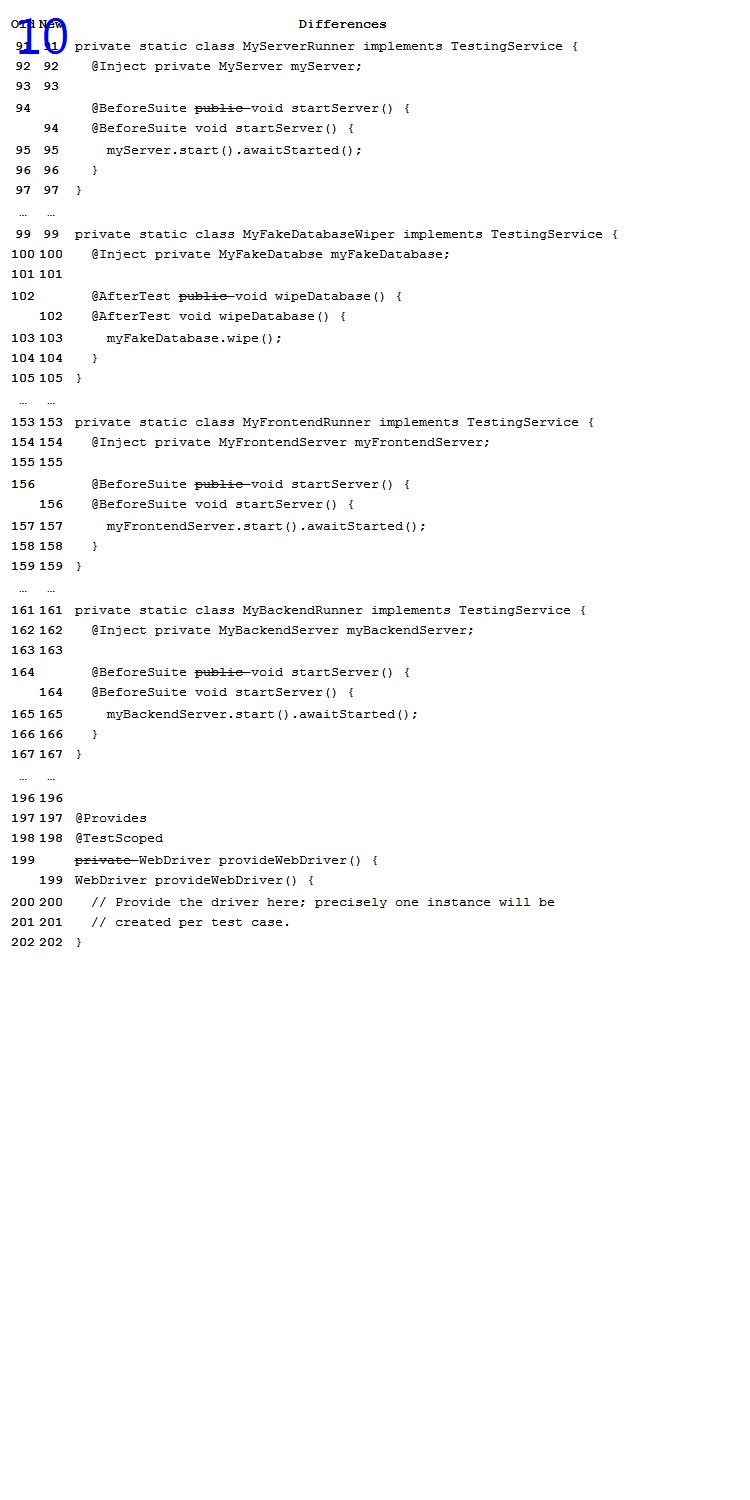 Old New Differences
10
91 91 private static class MyServerRunner implements TestingService {
92 92 @Inject private MyServer myServer;
93 93
94 @BeforeSuite public void startServer() {
94 @BeforeSuite void startServer() {
95 95 myServer.start().awaitStarted();
96 96 }
97 97 }
… …
99 99 private static class MyFakeDatabaseWiper implements TestingService {
100 100 @Inject private MyFakeDatabse myFakeDatabase;
101 101
102 @AfterTest public void wipeDatabase() {
102 @AfterTest void wipeDatabase() {
103 103 myFakeDatabase.wipe();
104 104 }
105 105 }
… …
153 153 private static class MyFrontendRunner implements TestingService {
154 154 @Inject private MyFrontendServer myFrontendServer;
155 155
156 @BeforeSuite public void startServer() {
156 @BeforeSuite void startServer() {
157 157 myFrontendServer.start().awaitStarted();
158 158 }
159 159 }
… …
161 161 private static class MyBackendRunner implements TestingService {
162 162 @Inject private MyBackendServer myBackendServer;
163 163
164 @BeforeSuite public void startServer() {
164 @BeforeSuite void startServer() {
165 165 myBackendServer.start().awaitStarted();
166 166 }
167 167 }
… …
196 196
197 197 @Provides
198 198 @TestScoped
199 private WebDriver provideWebDriver() {
199 WebDriver provideWebDriver() {
200 200 // Provide the driver here; precisely one instance will be
201 201 // created per test case.
202 202 }